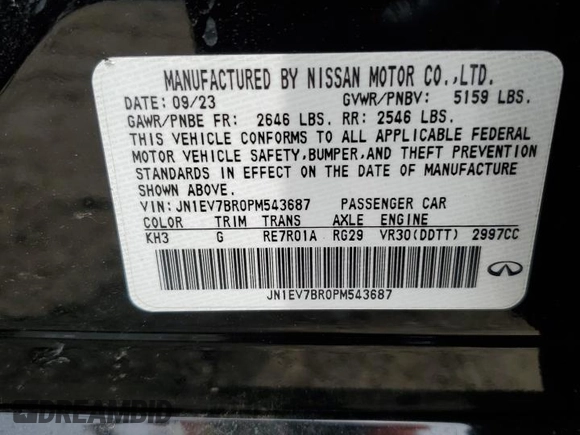 MANUFACTURED BY NISSAN MOTOR CO.,LTD.
DATE: 09/23 GVWR/PNBV: 5159 LBS.
GAWR/PNBE FR: 2646 LBS. RR: 2546 LBS.
THIS VEHICLE CONFORMS TO ALL APPLICABLE FEDERAL
MOTOR VEHICLE SAFETY,BUMPER,AND THEFT PREVENTION
STANDARDS IN EFFECT ON THE DATE OF MANUFACTURE
SHOWN ABOVE.
VIN: JN1EV7BR0PM543687 PASSENGER CAR
COLOR TRIM TRANS AXLE ENGINE
KH3 G RE7R01A RG29 VR30(DDTT) 2997CC
JN1EV7BR0PM543687
DREAMBID